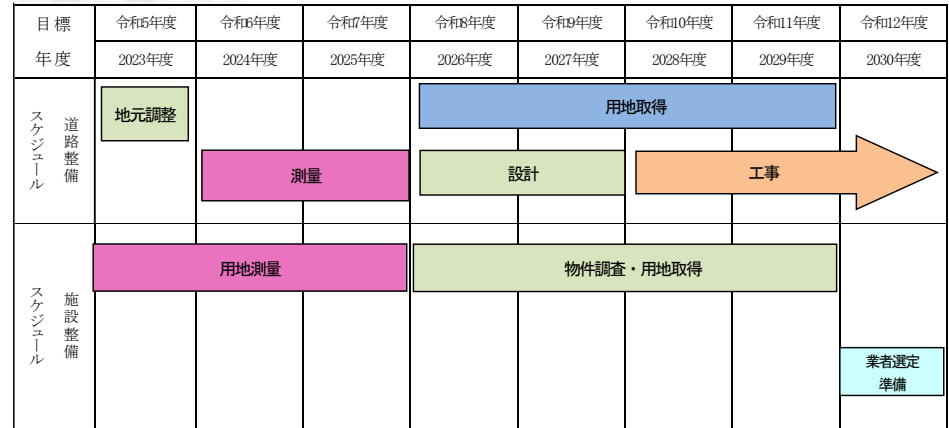 目標
年度
令和5年度
令和6年度
令和7年度
令和8年度
令和9年度
令和10年度
令和11年度
令和12年度
2023年度
2024年度
2025年度
2026年度
2027年度
2028年度
2029年度
2030年度
道路整備
スケジュール
地元調整
用地取得
測量
設計
工事
施設整備
スケジュール
用地測量
物件調査・用地取得
業者選定
準備